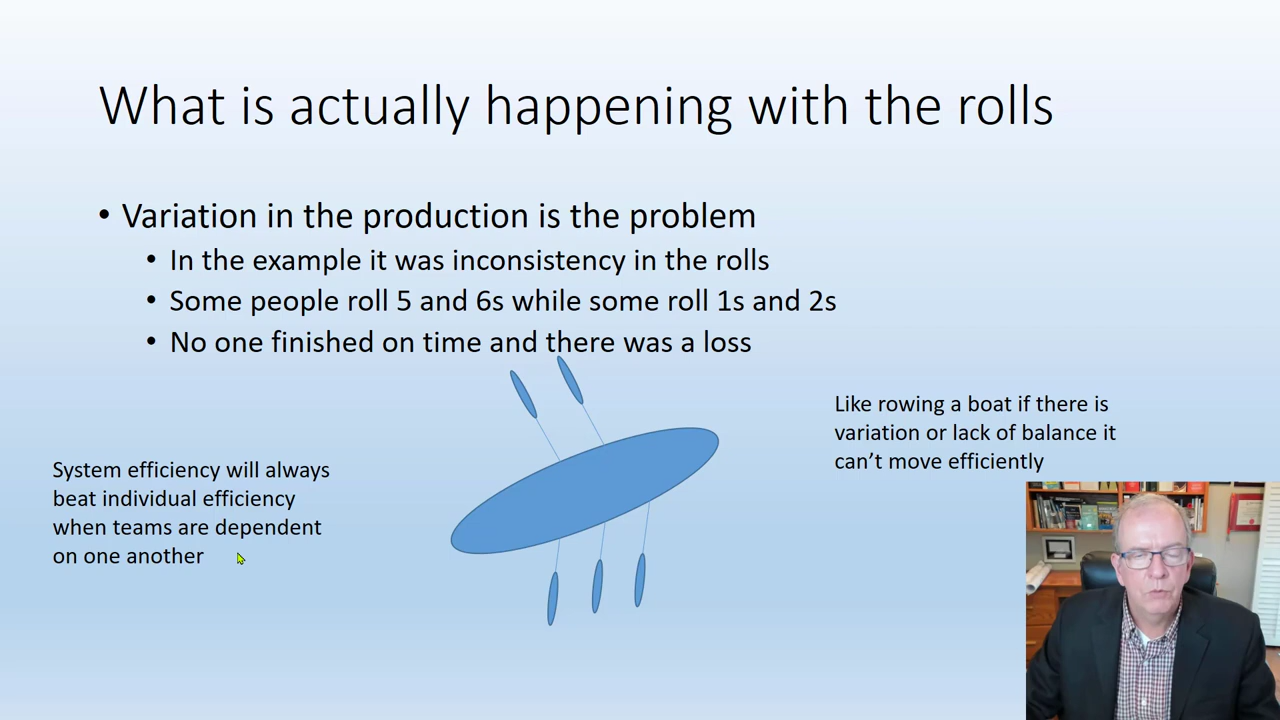 What is actually happening with the rolls
• Variation in the production is the problem
• In the example it was inconsistency in the rolls
• Some people roll 5 and 6s while some roll 1s and 2s
• No one finished on time and there was a loss
Like rowing a boat if there is
variation or lack of balance it
can’t move efficiently
System efficiency will always
beat individual efficiency
when teams are dependent
on one another